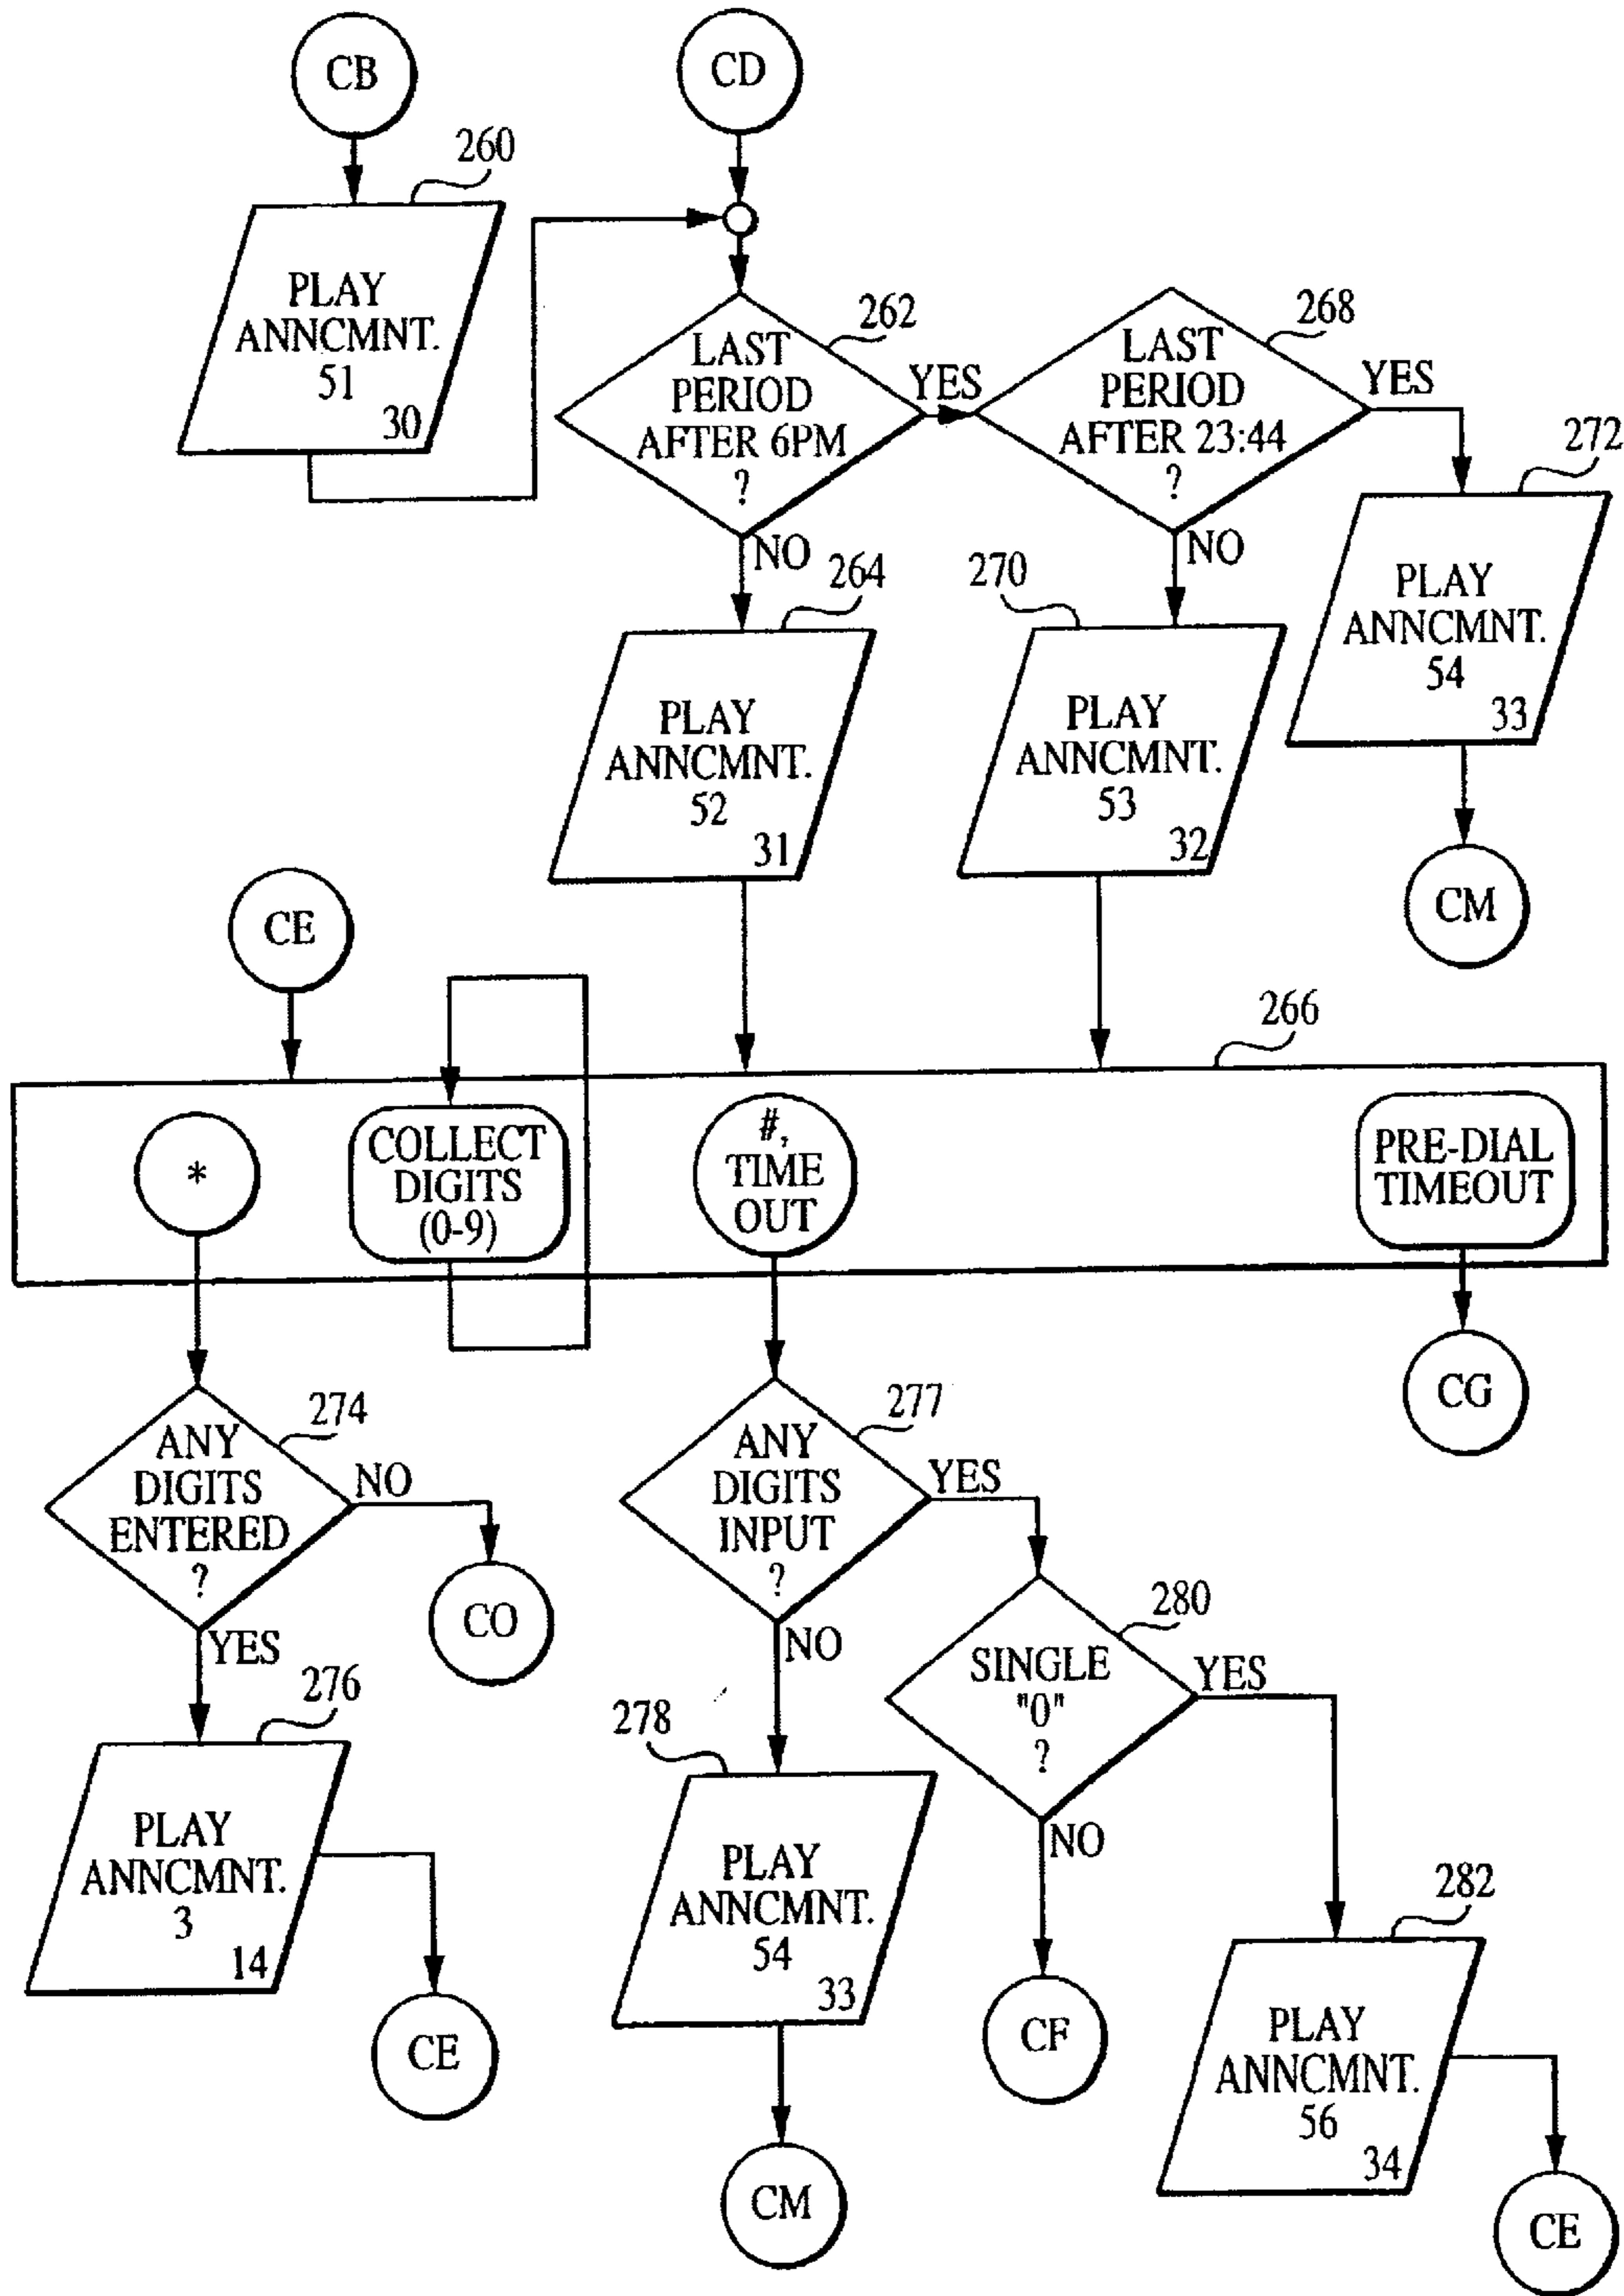 CB
CD
260
PLAY
ANNCMNT.
51
30
262
LAST
PERIOD
AFTER 6PM
?
YES
NO
268
LAST
PERIOD
AFTER 23:44
?
YES
NO
272
PLAY
ANNCMNT.
54
33
CM
264
PLAY
ANNCMNT.
52
31
270
PLAY
ANNCMNT.
53
32
CE
266
*
COLLECT
DIGITS
(0-9)
#,
TIME
OUT
PRE-DIAL
TIMEOUT
CG
274
ANY
DIGITS
ENTERED
?
NO
CO
YES
276
PLAY
ANNCMNT.
3
14
CE
277
ANY
DIGITS
INPUT
?
YES
NO
278
PLAY
ANNCMNT.
54
33
CM
280
SINGLE
"0"
?
YES
NO
CF
282
PLAY
ANNCMNT.
56
34
CE